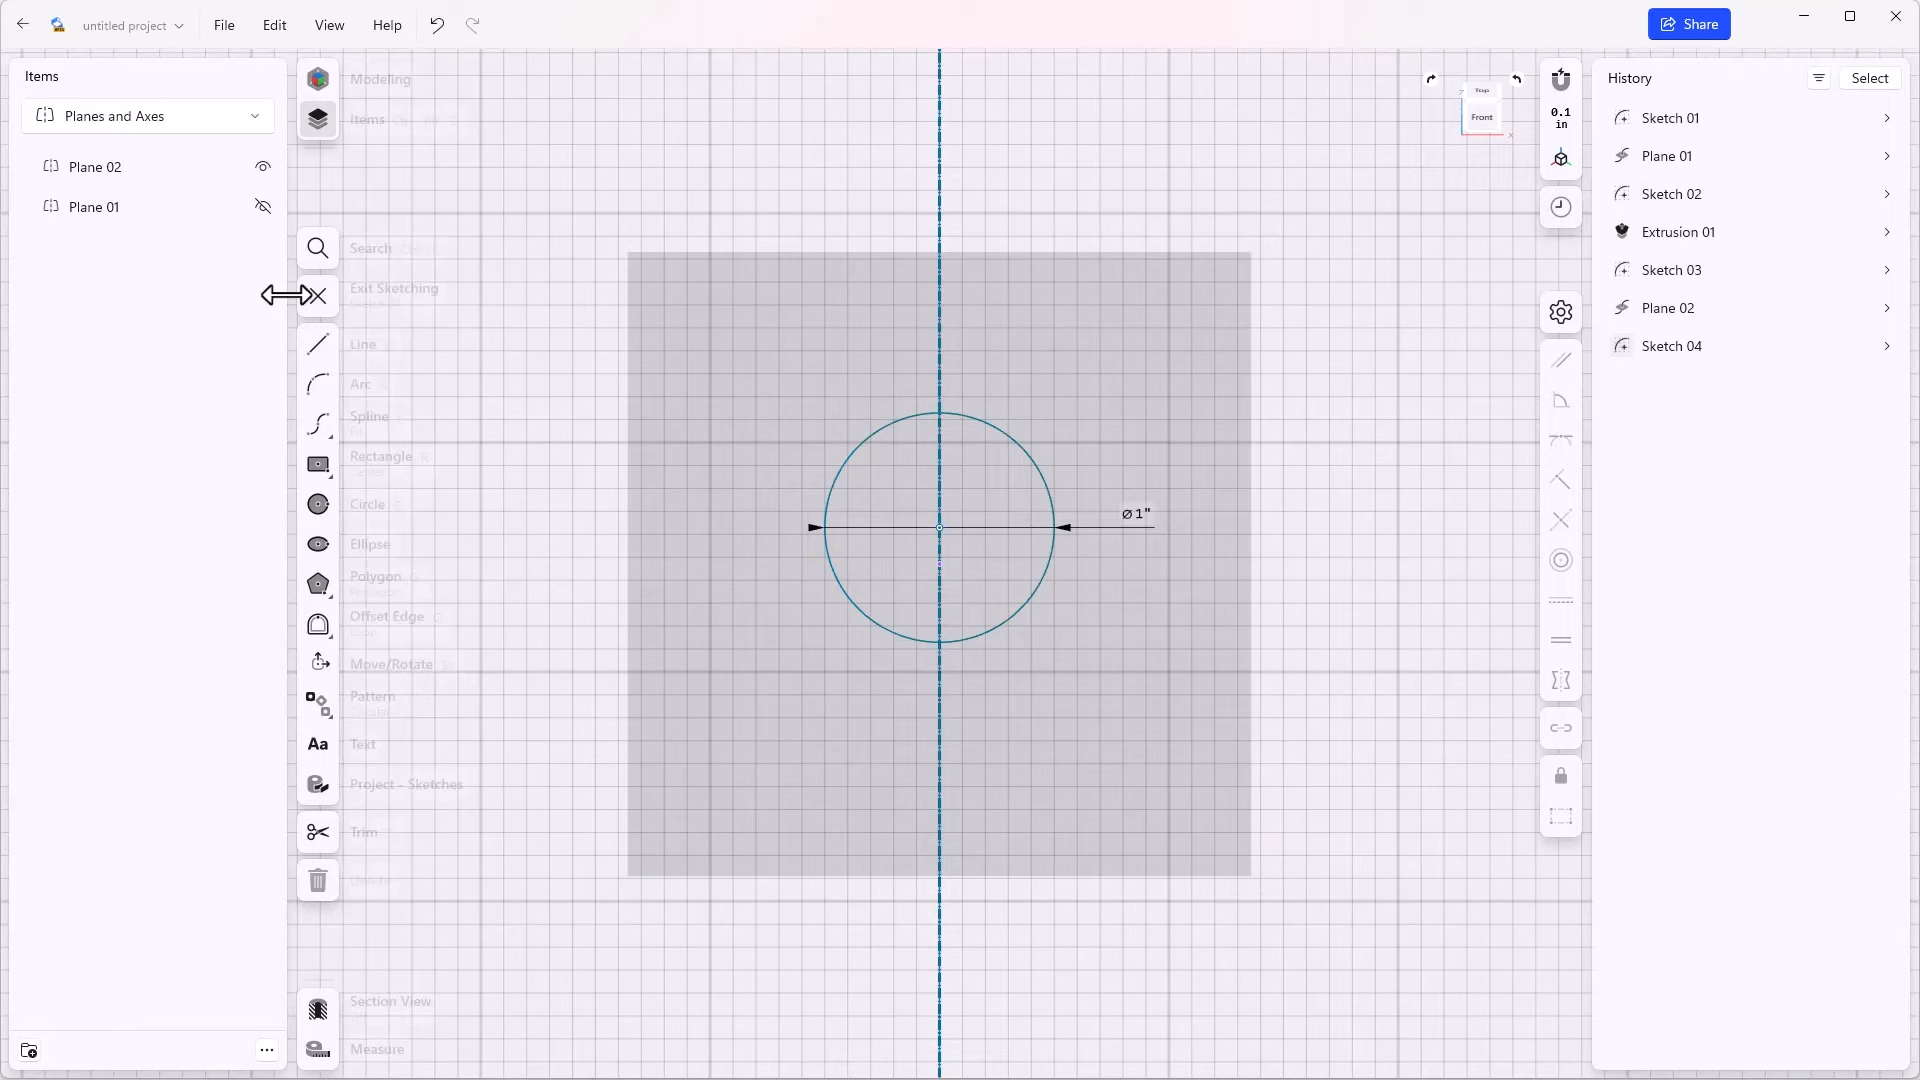 untitled project
File
Edit
View
Help
Share
Items
Planes and Axes
Plane 02
Plane 01
Modeling
Items
Search
Exit Sketching
Line
Arc
Spline
Rectangle R
Circle
Ellipse
Polygon
Offset Edge
Move/Rotate
Pattern
Aa
Text
Project - Sketches
Trim
Delete
Section View
Measure
⌀ 1"
Front
X
0.1
in
History
Select
Sketch 01
Plane 01
Sketch 02
Extrusion 01
Sketch 03
Plane 02
Sketch 04